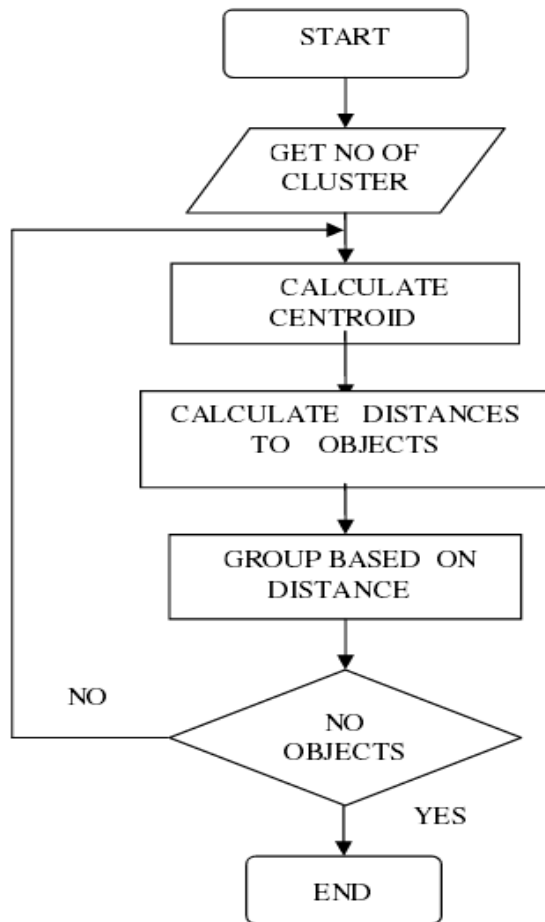 START
GET NO OF
CLUSTER
CALCULATE
CENTROID
CALCULATE DISTANCES
TO OBJECTS
GROUP BASED ON
DISTANCE
NO
NO
OBJECTS
YES
END